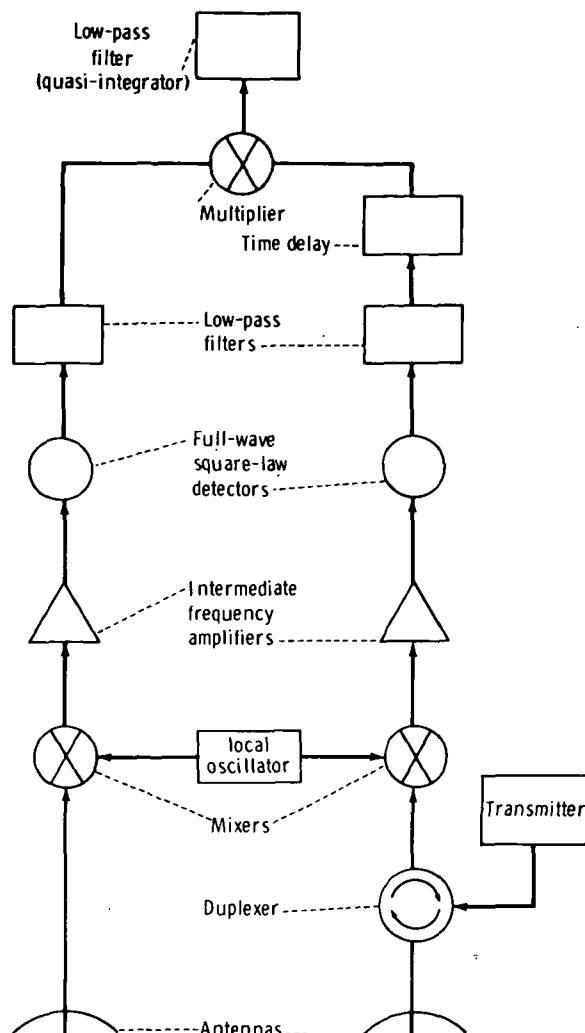 Low-pass
filter
(quasi-integrator)
Multiplier
Time delay
Low-pass
filters
Full-wave
square-law
detectors
Intermediate
frequency
amplifiers
local
oscillator
Mixers
Transmitter
Duplexer
Antennas